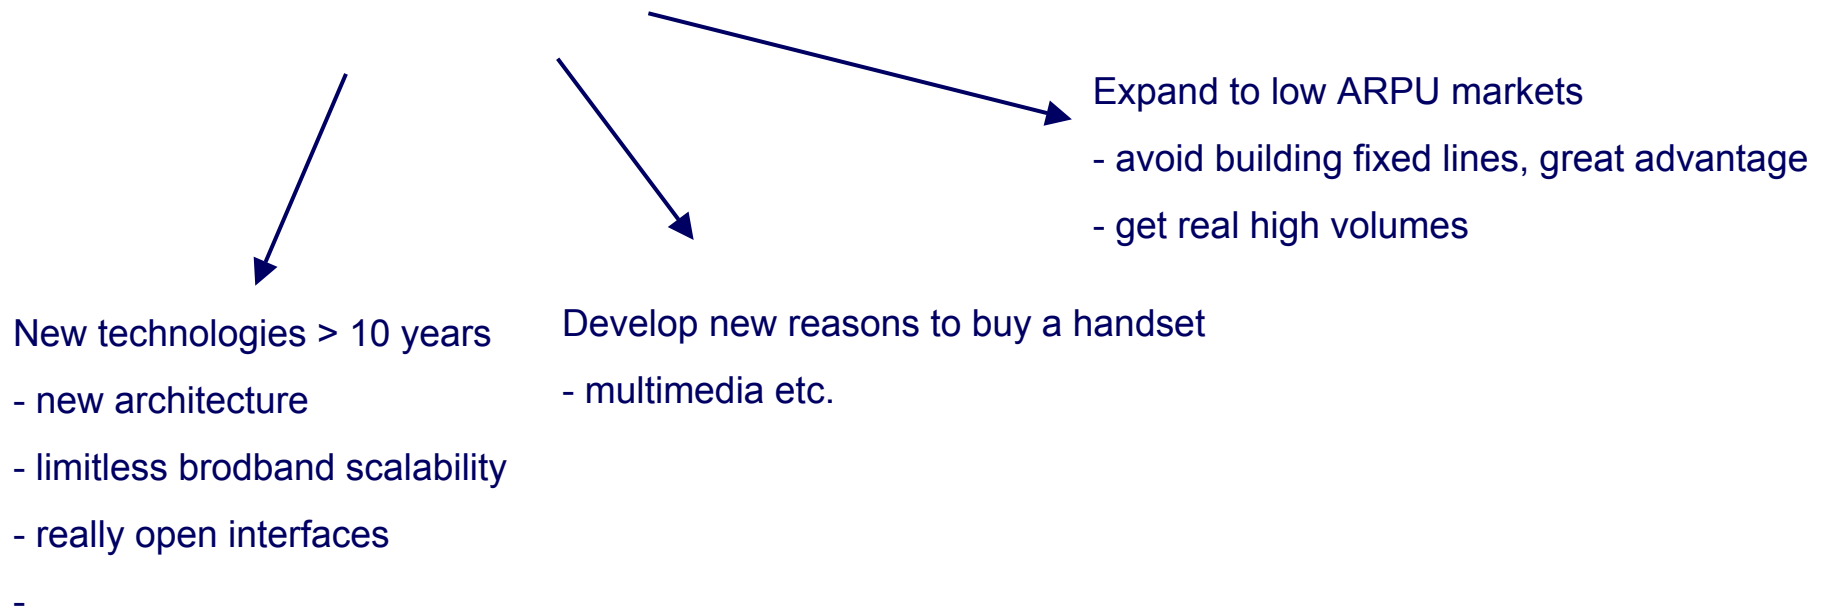 Expand to low ARPU markets
- avoid building fixed lines, great advantage
- get real high volumes
New technologies > 10 years
- new architecture
- limitless brodband scalability
- really open interfaces
-
Develop new reasons to buy a handset
- multimedia etc.